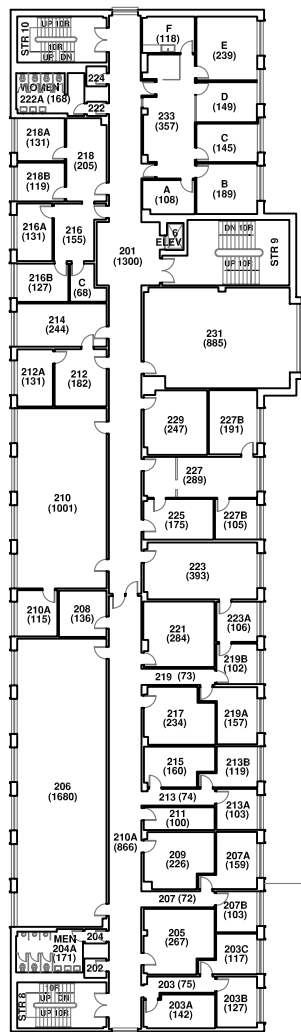 STR 10
UP 10R
10R
UP DN
F
(118)
E
(239)
WOMEN
222A (168)
224
222
233
(357)
D
(149)
C
(145)
218A
(131)
218
(205)
218B
(119)
A
(108)
B
(189)
216A
(131)
216
(155)
201
(1300)
6
ELEV
DN 10R
UP 10R
STR 9
216B
(127)
C
(68)
214
(244)
231
(885)
212A
(131)
212
(182)
229
(247)
227B
(191)
227
(289)
210
(1001)
225
(175)
227B
(105)
223
(393)
210A
(115)
208
(136)
221
(284)
223A
(106)
219B
(102)
219 (73)
217
(234)
219A
(157)
215
(160)
213B
(119)
206
(1680)
213 (74)
213A
(103)
211
(100)
210A
(866)
209
(226)
207A
(159)
207 (72)
207B
(103)
205
(267)
MEN
204A
(171)
204
202
203C
(117)
STR 8
10R
UP DN
UP 10R
203 (75)
203A
(142)
203B
(127)